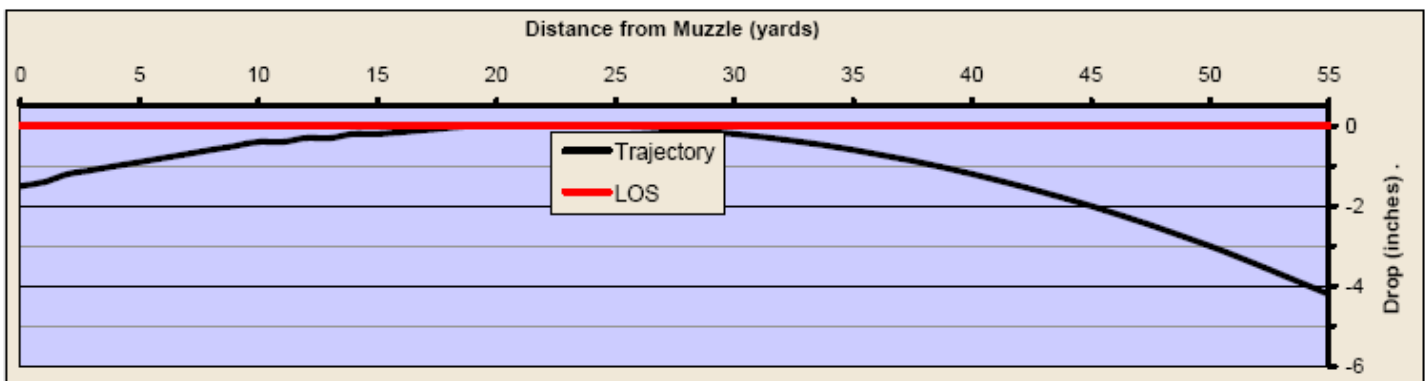 Distance from Muzzle (yards)
0 5 10 15 20 25 30 35 40 45 50 55
0
Trajectory
LOS
-2
-4
-6
Drop (inches) .